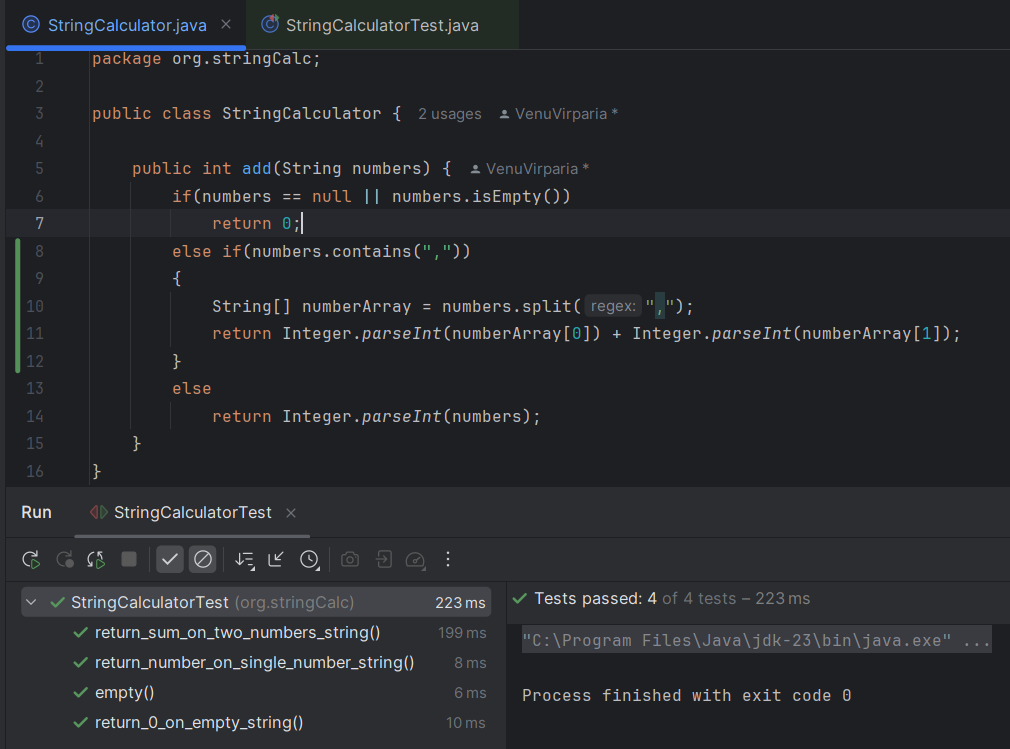 StringCalculator.java
StringCalculatorTest.java
1 package org.stringCalc;
2
3 public class StringCalculator { 2 usages VenuVirparia *
4
5 public int add(String numbers) { VenuVirparia *
6 if(numbers == null || numbers.isEmpty())
7 return 0;
8 else if(numbers.contains(","))
9 {
10 String[] numberArray = numbers.split( regex: ",");
11 return Integer.parseInt(numberArray[0]) + Integer.parseInt(numberArray[1]);
12 }
13 else
14 return Integer.parseInt(numbers);
15 }
16 }
Run StringCalculatorTest
StringCalculatorTest (org.stringCalc) 223 ms
return_sum_on_two_numbers_string() 199 ms
return_number_on_single_number_string() 8 ms
empty() 6 ms
return_0_on_empty_string() 10 ms
Tests passed: 4 of 4 tests – 223 ms
"C:\Program Files\Java\jdk-23\bin\java.exe" ...
Process finished with exit code 0